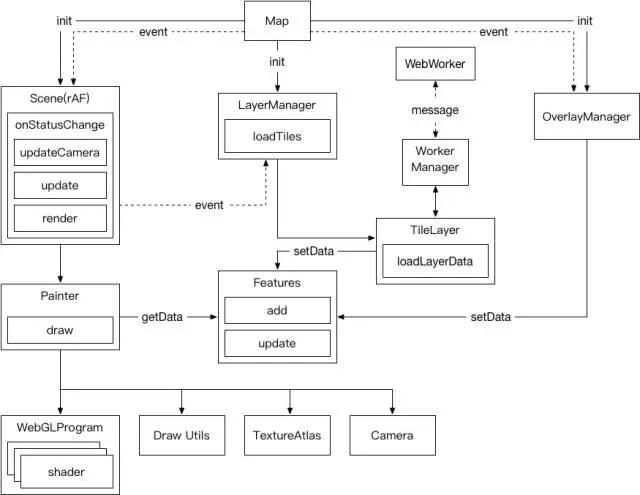 Map
init
event
event
init
init
WebWorker
Scene(rAF)
LayerManager
OverlayManager
message
onStatusChange
loadTiles
updateCamera
Worker
Manager
update
event
render
TileLayer
setData
loadLayerData
Painter
Features
draw
getData
add
setData
update
WebGLProgram
Draw Utils
TextureAtlas
Camera
shader